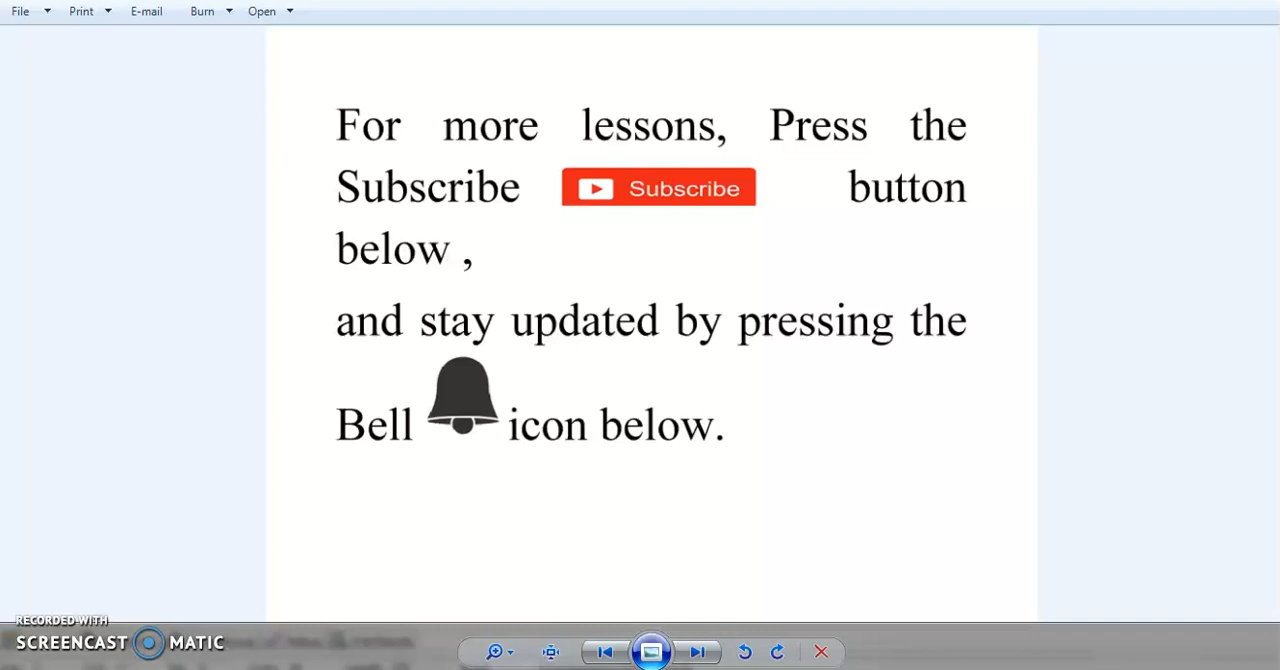 File Print E-mail Burn Open
For more lessons, Press the
Subscribe Subscribe button
below ,
and stay updated by pressing the
Bell icon below.
RECORDED WITH
SCREENCAST MATIC